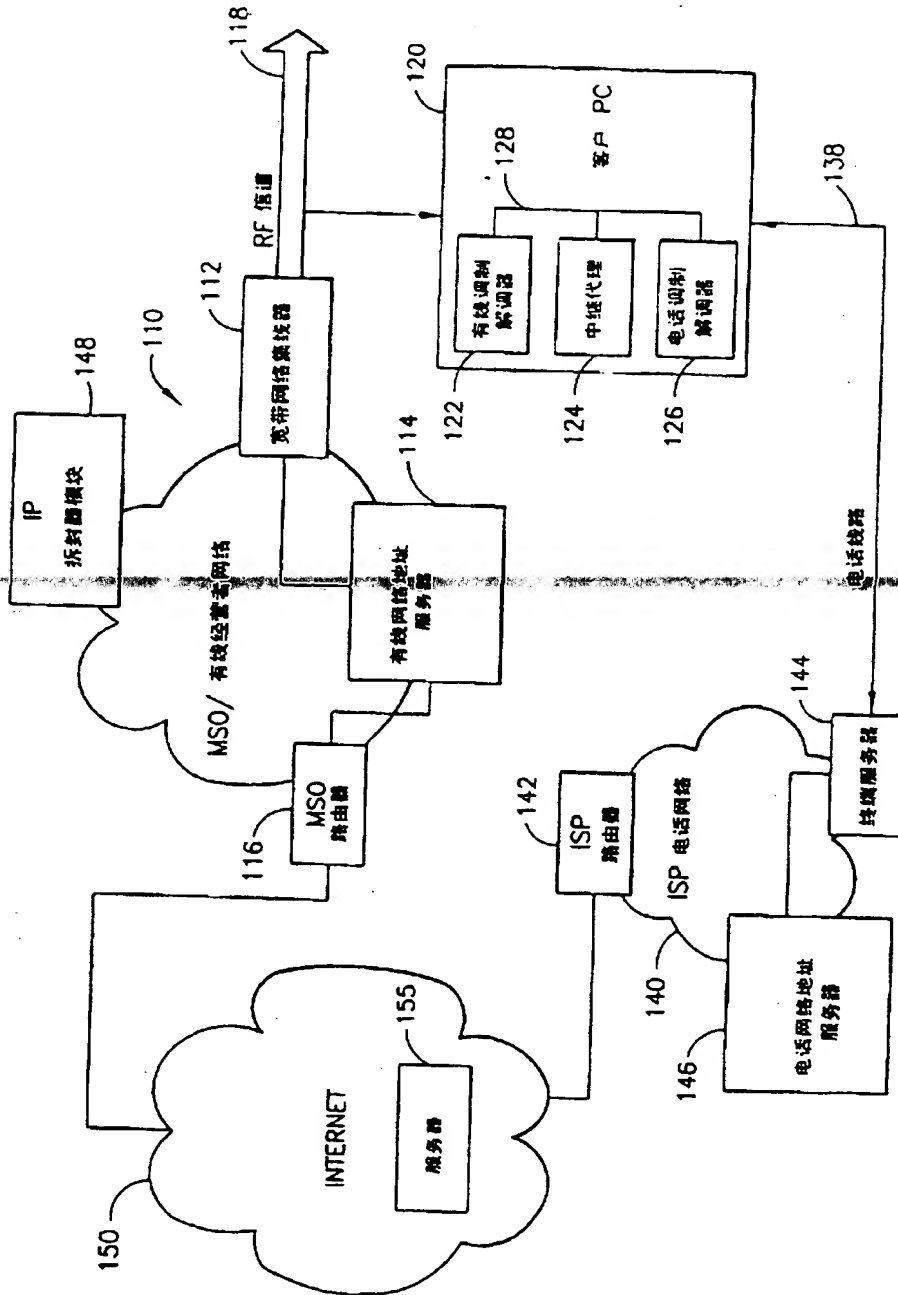 118
RF 信道
112
宽带网络集线器
110
148
IP
拆封器模块
MSO/ 有线经营者网络
114
有线网络地址
服务器
MSO
路由器
116
120
客户 PC
128
有线调制
解调器
122
中继代理
124
电话调制
解调器
126
138
电话线路
144
终端服务器
142
ISP
路由器
ISP 电话网络
140
电话网络地址
服务器
146
150
INTERNET
155
服务器